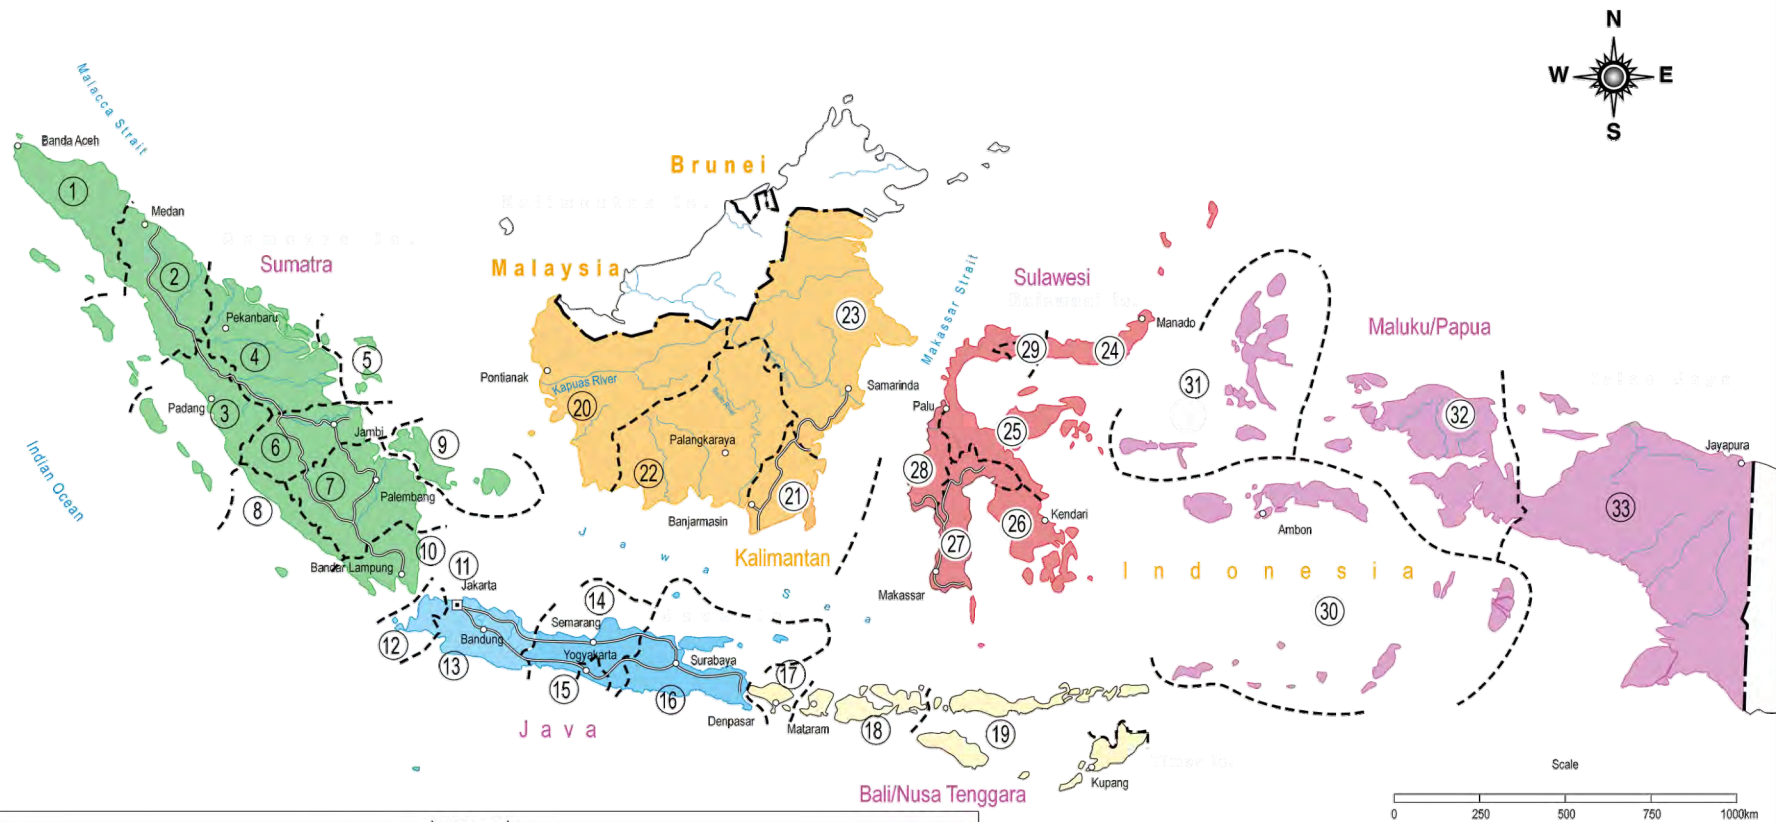 N
W E
S
Malacca Strait
Banda Aceh
1
Medan
2
Sumatra
Pekanbaru
4
5
Padang
3
Jambi
6
9
7
Palembang
8
10
Bandar Lampung
Indian Ocean
Brunei
Malaysia
23
Pontianak
Kapuas River
20
Samarinda
Palangkaraya
22
21
Banjarmasin
Kalimantan
Makassar Strait
Java Sea
Sulawesi
Manado
29
24
Palu
25
28
26
Kendari
27
Makassar
11
Jakarta
12
Bandung
13
14
Semarang
Yogyakarta
15
Surabaya
16
Java
17
Denpasar
Mataram
18
19
Kupang
Bali/Nusa Tenggara
Maluku/Papua
31
32
Jayapura
33
Ambon
Indonesia
30
Scale
0 250 500 750 1000km